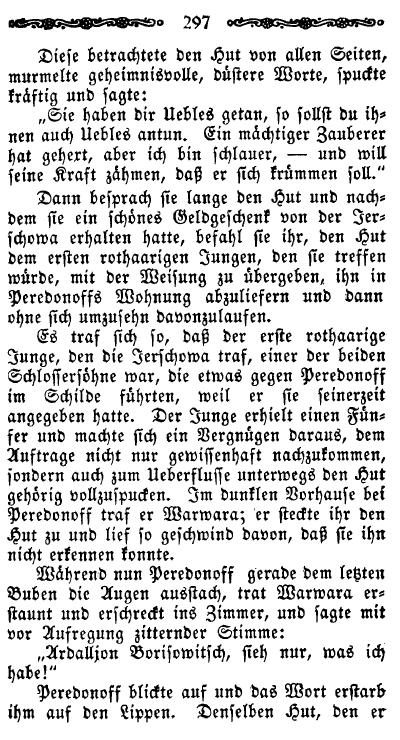 297
Diese betrachtete den Hut von allen Seiten,
murmelte geheimnisvolle, düstere Worte, spuckte
kräftig und sagte:
„Sie haben dir Uebles getan, so sollst du ih-
nen auch Uebles antun. Ein mächtiger Zauberer
hat gehext, aber ich bin schlauer, — und will
seine Kraft zähmen, daß er sich krümmen soll."
Dann besprach sie lange den Hut und nach-
dem sie ein schönes Geldgeschenk von der Jer-
schowa erhalten hatte, befahl sie ihr, den Hut
dem ersten rothaarigen Jungen, den sie treffen
würde, mit der Weisung zu übergeben, ihn in
Peredonoffs Wohnung abzuliefern und dann
ohne sich umzusehn davonzulaufen.
Es traf sich so, daß der erste rothaarige
Junge, den die Jerschowa traf, einer der beiden
Schlossersöhne war, die etwas gegen Peredonoff
im Schilde führten, weil er sie seinerzeit
angegeben hatte. Der Junge erhielt einen Fün-
fer und machte sich ein Vergnügen daraus, dem
Auftrage nicht nur gewissenhaft nachzukommen,
sondern auch zum Ueberflusse unterwegs den Hut
gehörig vollzuspucken. Im dunklen Vorhause bei
Peredonoff traf er Warwara; er steckte ihr den
Hut zu und lief so geschwind davon, daß sie ihn
nicht erkennen konnte.
Während nun Peredonoff gerade dem letzten
Buben die Augen ausstach, trat Warwara er-
staunt und erschreckt ins Zimmer, und sagte mit
vor Aufregung zitternder Stimme:
„Ardalljon Borisowitsch, sieh nur, was ich
habe!"
Peredonoff blickte auf und das Wort erstarb
ihm auf den Lippen. Denselben Hut, den er